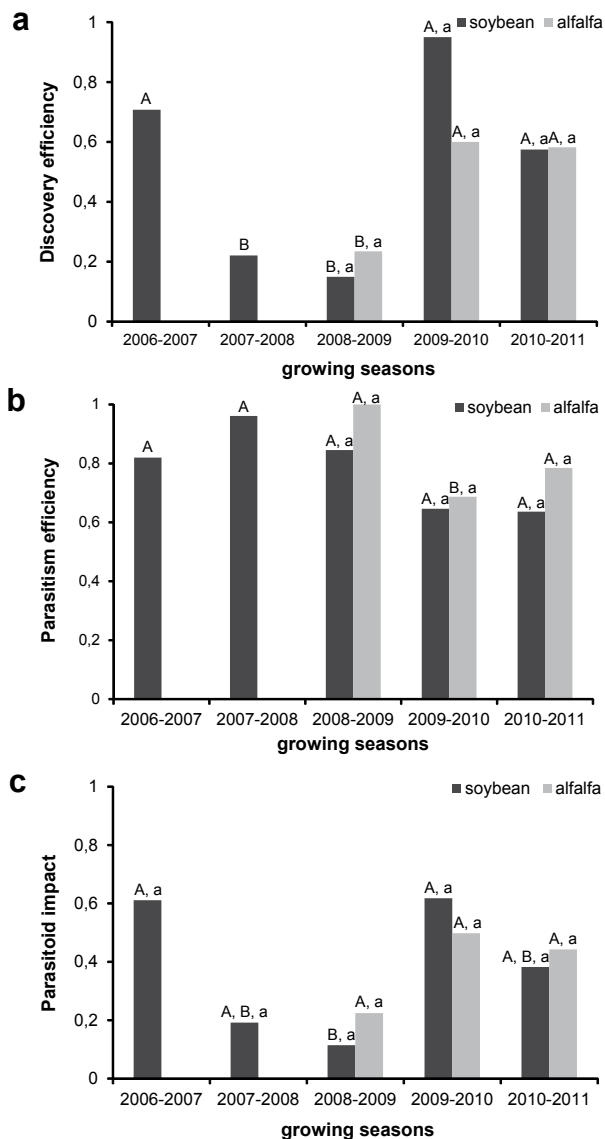 a
soybean alfalfa
Discovery efficiency
1
0,8
0,6
0,4
0,2
0
A
B
B, a
B, a
A, a
A, a
A, a
A, a
2006-2007 2007-2008 2008-2009 2009-2010 2010-2011
growing seasons
b
soybean alfalfa
Parasitism efficiency
1
0,8
0,6
0,4
0,2
0
A
A
A, a
A, a
A, a
B, a
A, a
A, a
2006-2007 2007-2008 2008-2009 2009-2010 2010-2011
growing seasons
c
soybean alfalfa
Parasitoid impact
1
0,8
0,6
0,4
0,2
0
A, a
A, B, a
B, a
A, a
A, a
A, a
A, B, a
A, a
2006-2007 2007-2008 2008-2009 2009-2010 2010-2011
growing seasons